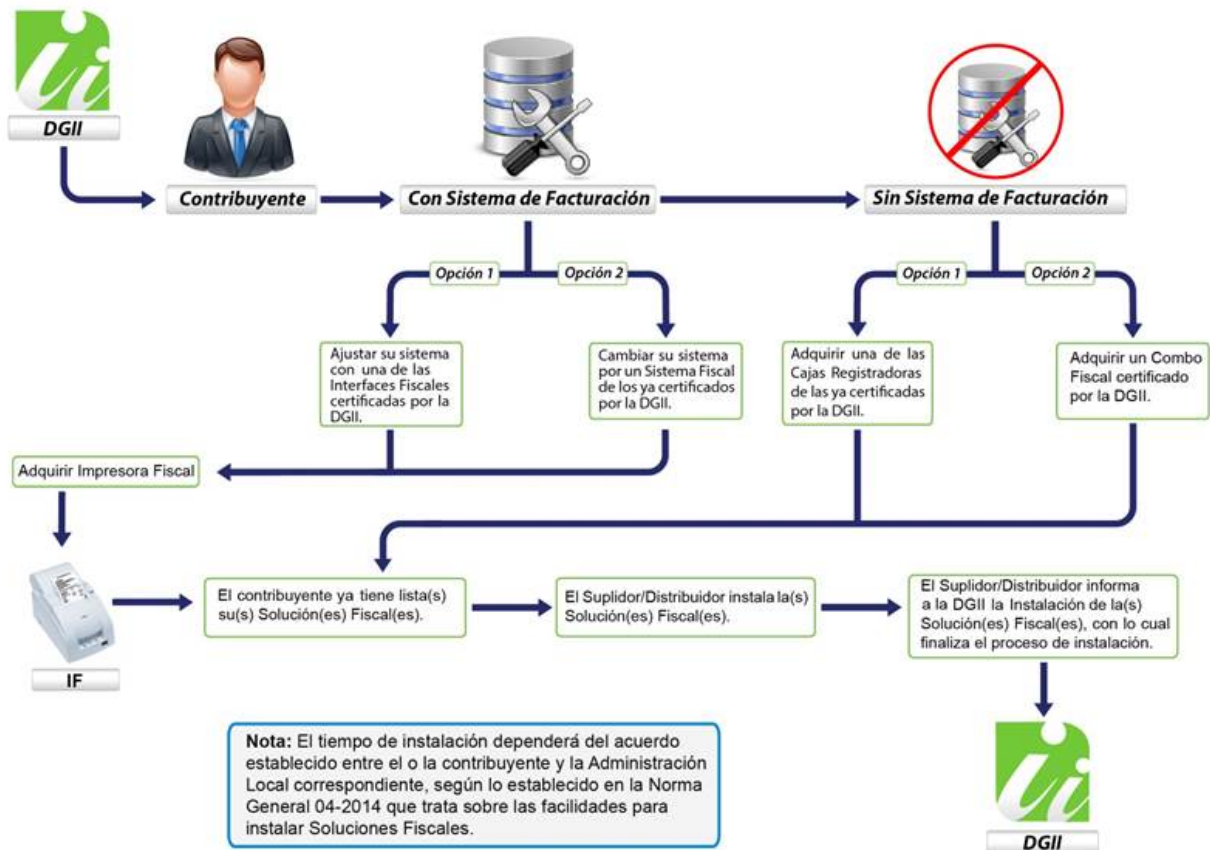 DGII
Contribuyente
Con Sistema de Facturación
Sin Sistema de Facturación
Opción 1
Opción 2
Opción 1
Opción 2
Ajustar su sistema
con una de las
Interfaces Fiscales
certificadas por la
DGII.
Cambiar su sistema
por un Sistema Fiscal
de los ya certificados
por la DGII.
Adquirir una de las
Cajas Registradoras
de las ya certificadas
por la DGII.
Adquirir un Combo
Fiscal certificado
por la DGII.
Adquirir Impresora Fiscal
IF
El contribuyente ya tiene lista(s)
su(s) Solución(es) Fiscal(es).
El Suplidor/Distribuidor instala la(s)
Solución(es) Fiscal(es).
El Suplidor/Distribuidor informa
a la DGII la Instalación de la(s)
Solución(es) Fiscal(es), con lo cual
finaliza el proceso de instalación.
Nota: El tiempo de instalación dependerá del acuerdo
establecido entre el o la contribuyente y la Administración
Local correspondiente, según lo establecido en la Norma
General 04-2014 que trata sobre las facilidades para
instalar Soluciones Fiscales.
DGII